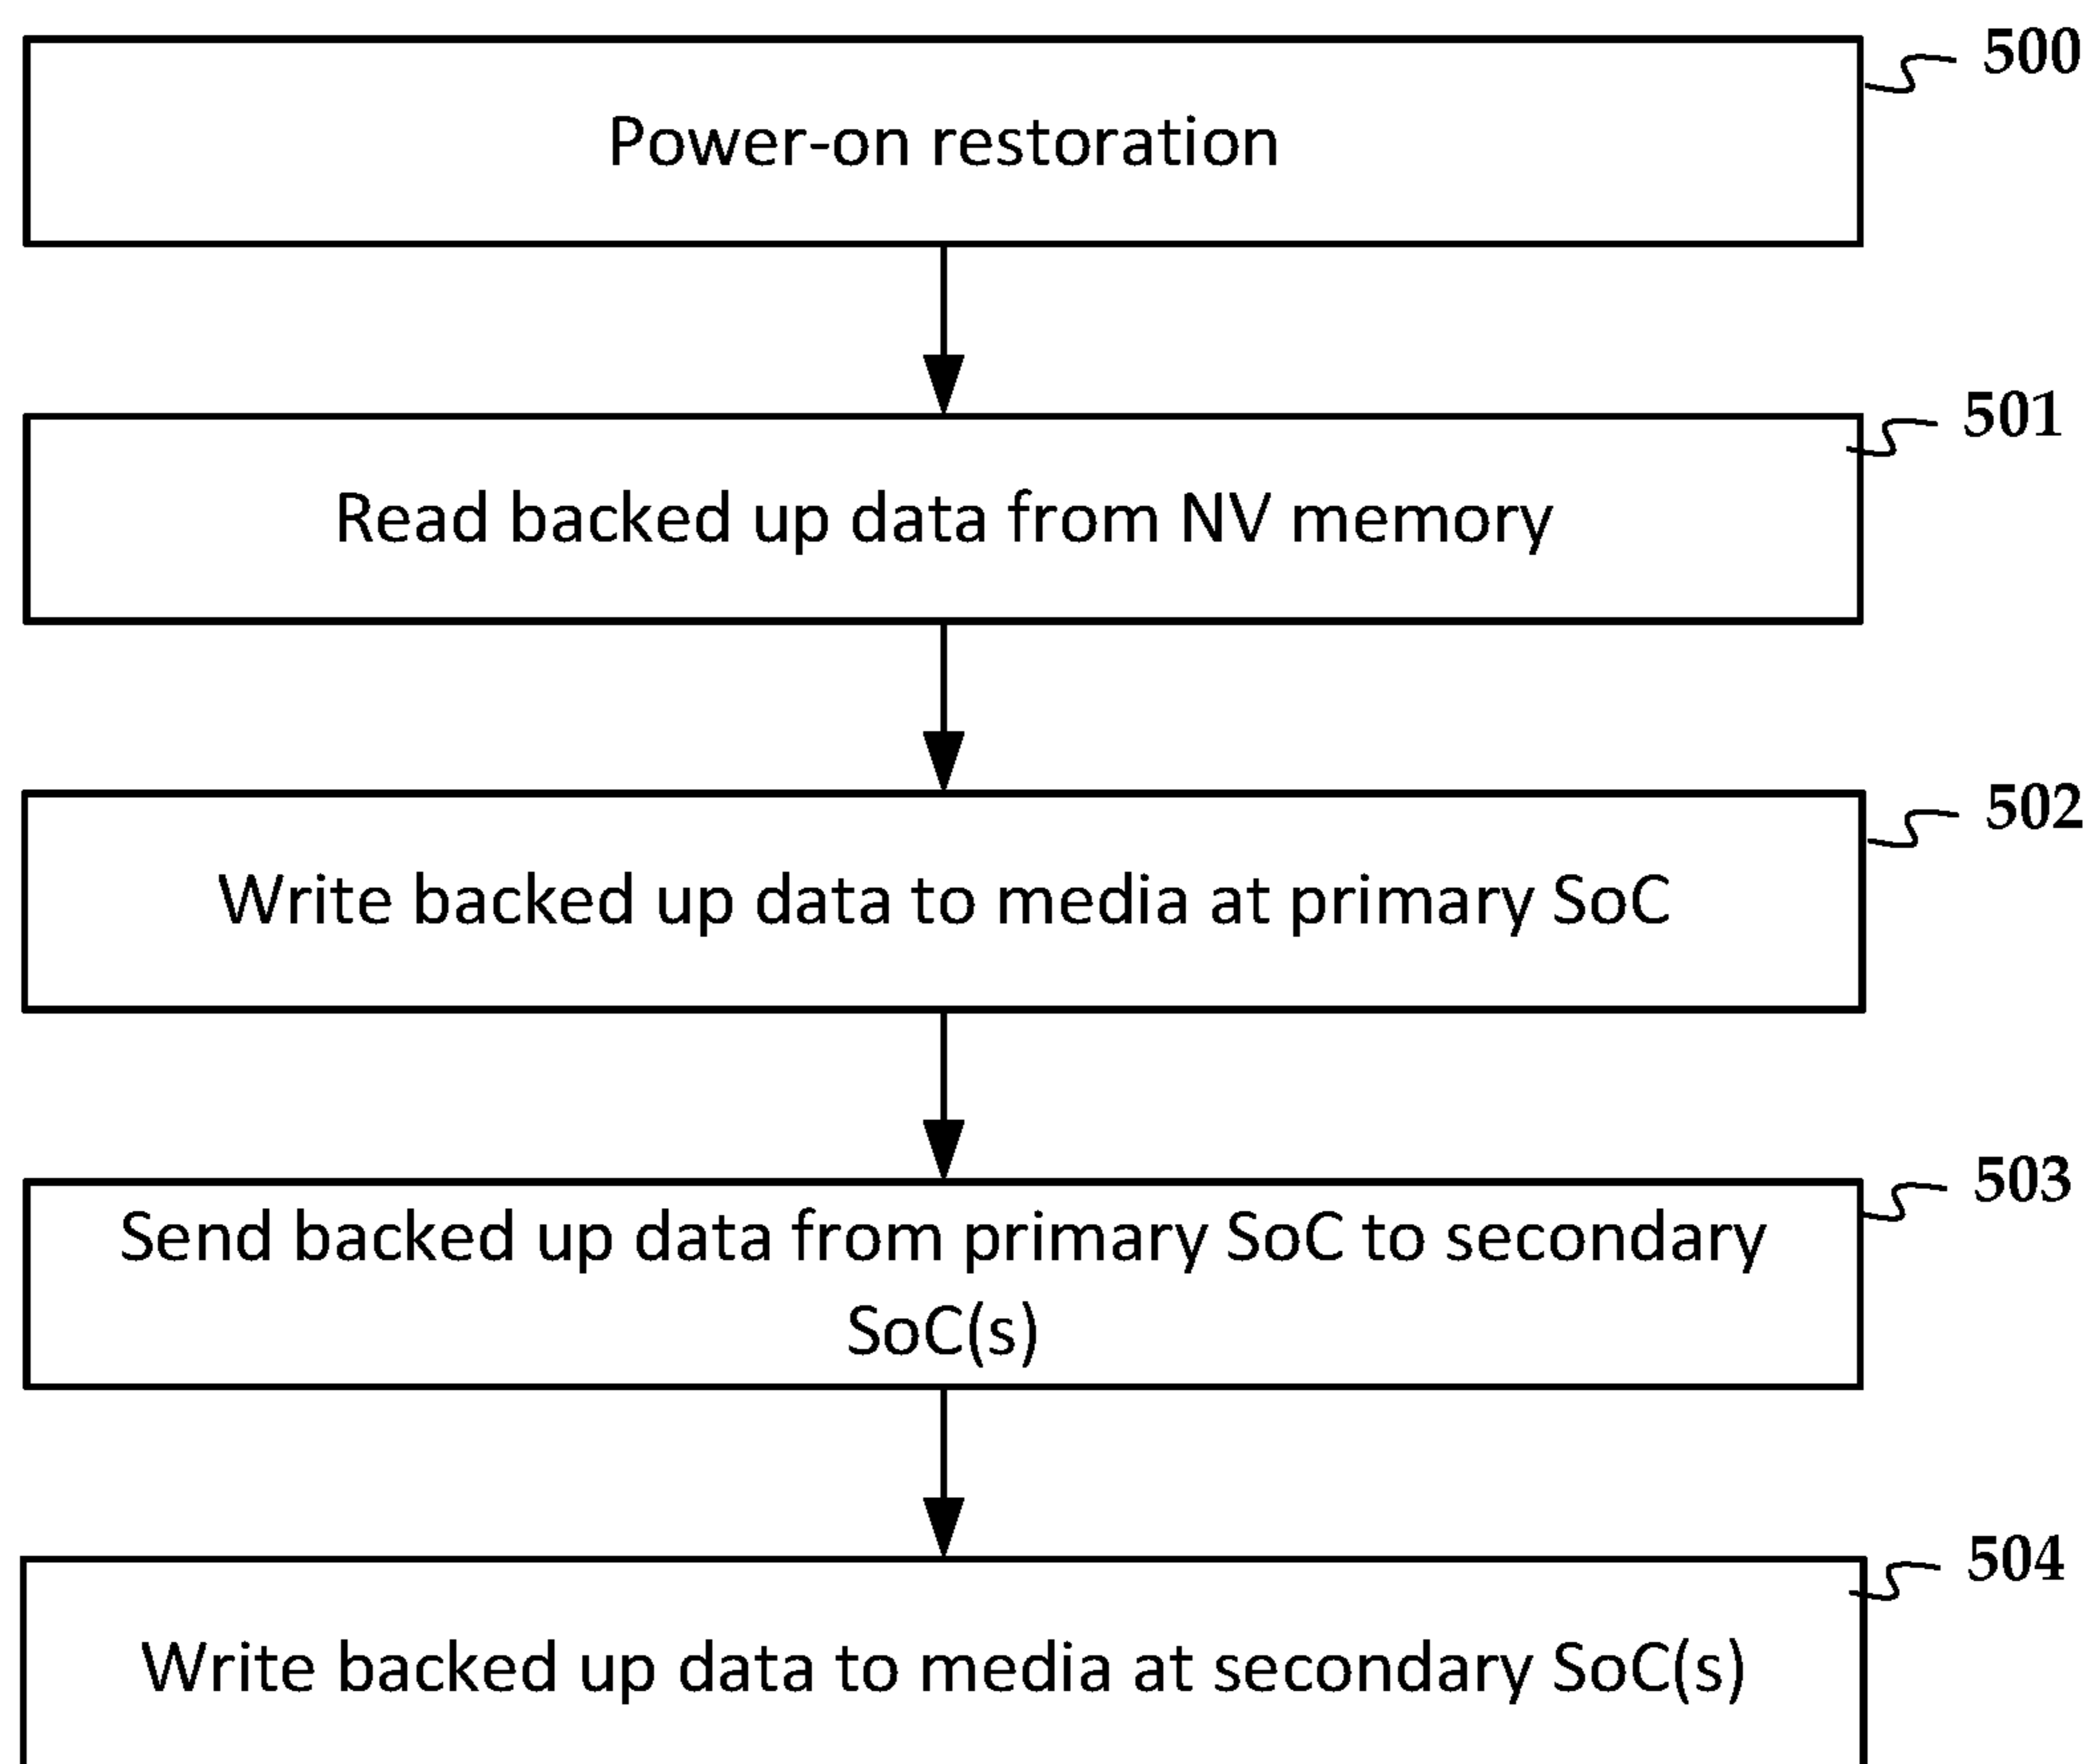 500
Power-on restoration
501
Read backed up data from NV memory
502
Write backed up data to media at primary SoC
503
Send backed up data from primary SoC to secondary
SoC(s)
504
Write backed up data to media at secondary SoC(s)